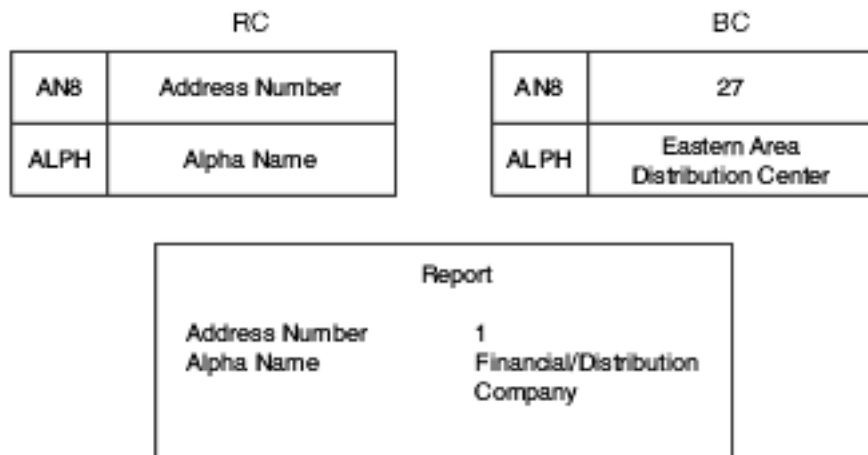 RC
AN8 Address Number
ALPH Alpha Name
BC
AN8 27
ALPH Eastern Area
Distribution Center
Report
Address Number 1
Alpha Name Financial/Distribution
Company